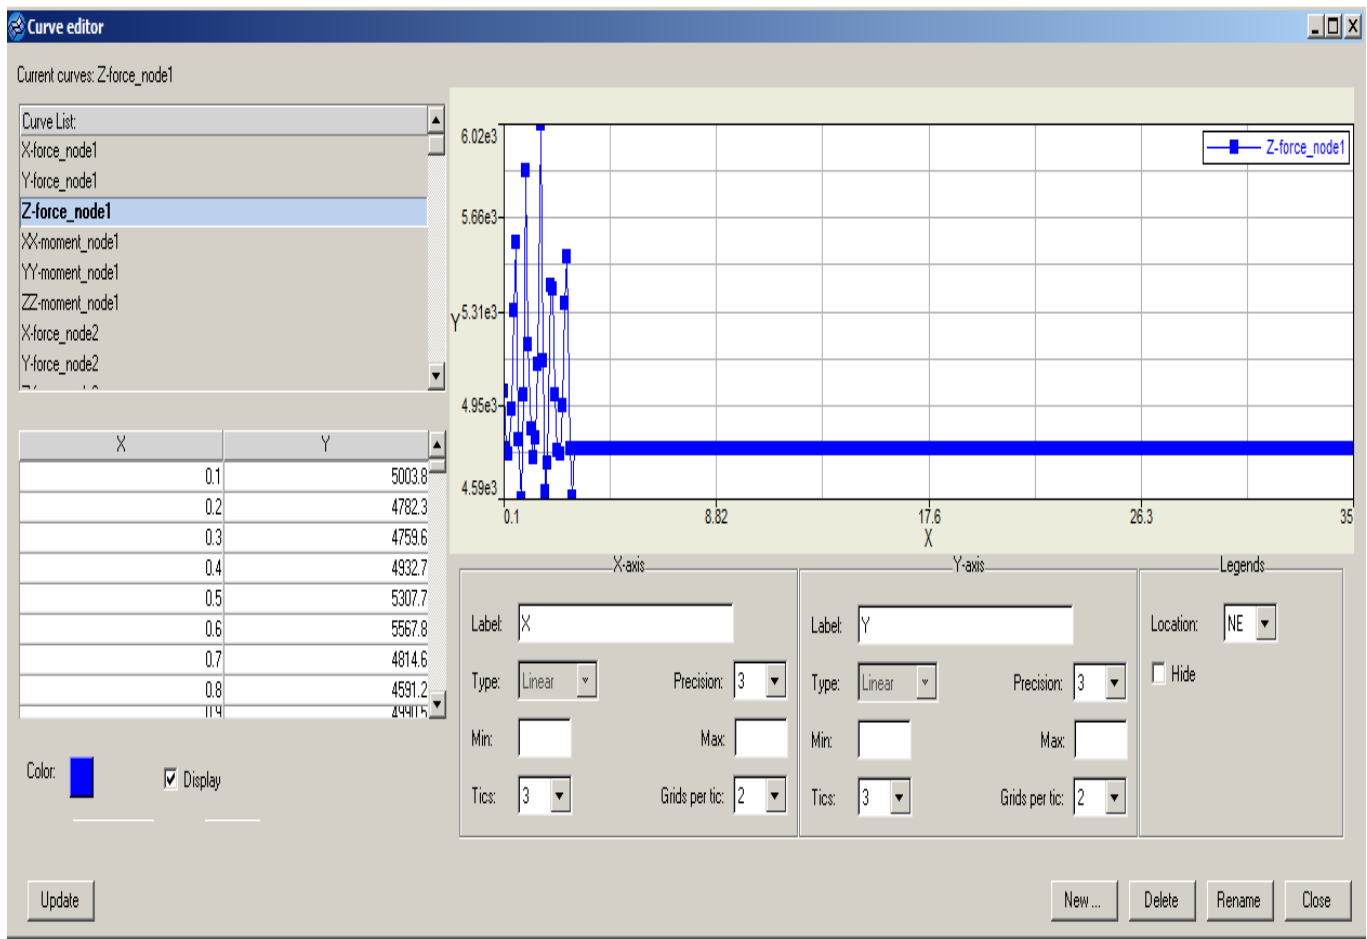 Curve editor
Current curves: Z-force_node1
Curve List:
X-force_node1
Y-force_node1
Z-force_node1
XX-moment_node1
YY-moment_node1
ZZ-moment_node1
X-force_node2
Y-force_node2
X Y
0.1 5003.8
0.2 4782.3
0.3 4759.6
0.4 4932.7
0.5 5307.7
0.6 5567.8
0.7 4814.6
0.8 4591.2
0.9 4990.5
Color:
Display
Update
6.02e3
5.66e3
5.31e3
4.95e3
4.59e3
Y
Z-force_node1
0.1 8.82 17.6 26.3 35
X
X-axis
Label: X
Type: Linear Precision: 3
Min: Max:
Tics: 3 Grids per tic: 2
Y-axis
Label: Y
Type: Linear Precision: 3
Min: Max:
Tics: 3 Grids per tic: 2
Legends
Location: NE
Hide
New ... Delete Rename Close